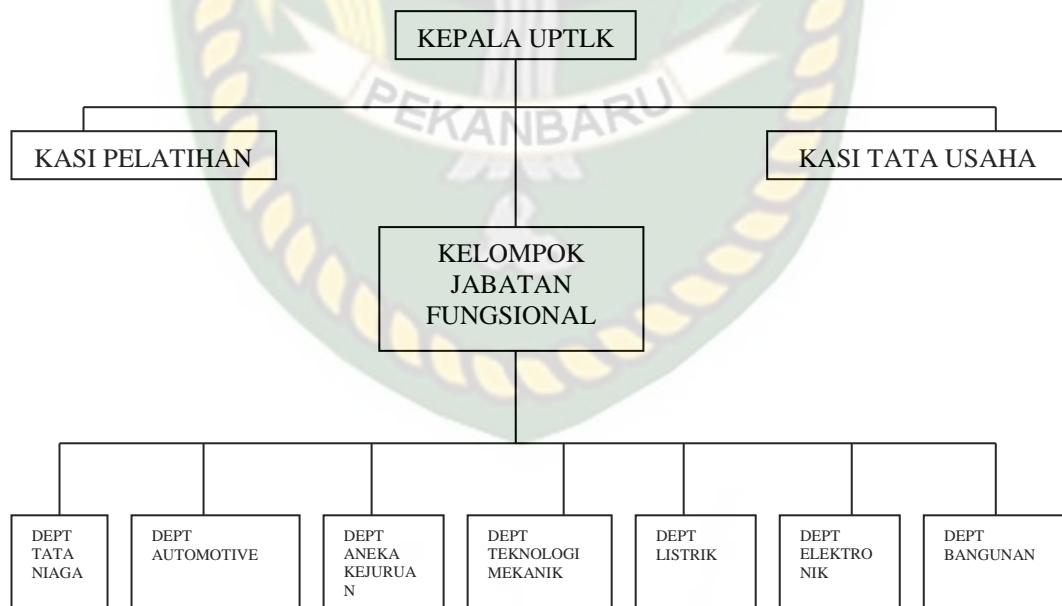 KEPALA UPTLK
PEKANBARU
KASI PELATIHAN
KASI TATA USAHA
KELOMPOK
JABATAN
FUNGSIONAL
DEPT
TATA
NIAGA
DEPT
AUTOMOTIVE
DEPT
ANEKA
KEJURUA
N
DEPT
TEKNOLOGI
MEKANIK
DEPT
LISTRIK
DEPT
ELEKTRO
NIK
DEPT
BANGUNAN